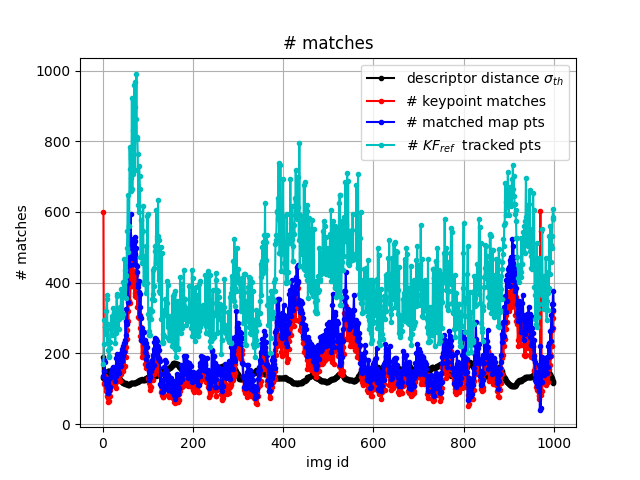 # matches
1000
800
600
400
200
0
# matches
descriptor distance σth
# keypoint matches
# matched map pts
# KFref tracked pts
0 200 400 600 800 1000
img id